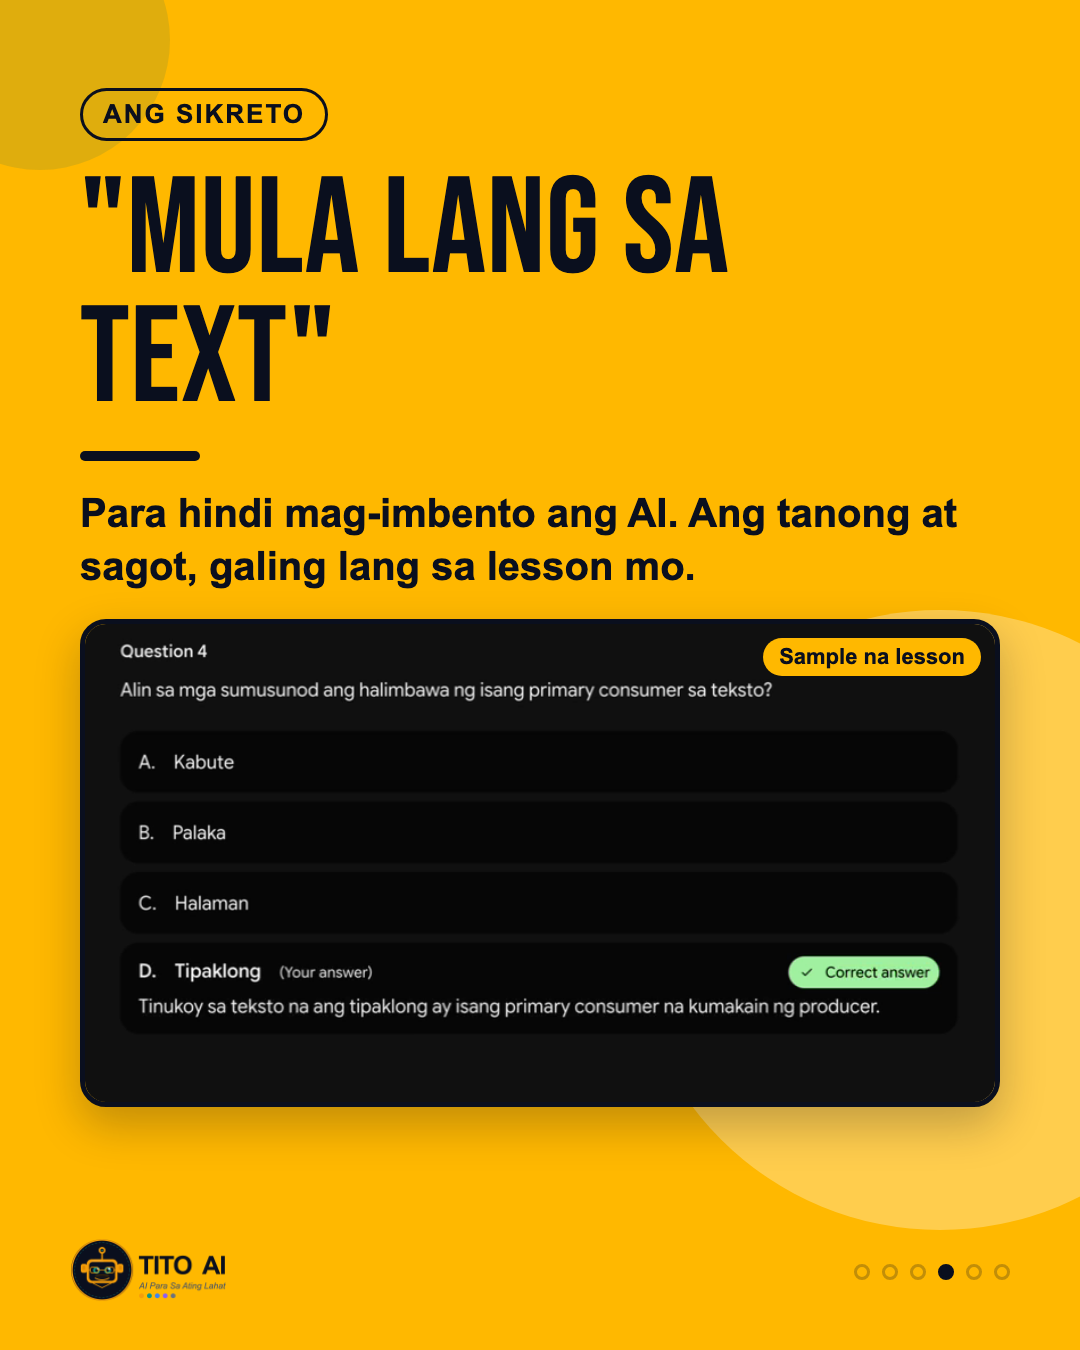 ANG SIKRETO
"MULA LANG SA
TEXT"
Para hindi mag-imbento ang AI. Ang tanong at
sagot, galing lang sa lesson mo.
Question 4
Sample na lesson
Alin sa mga sumusunod ang halimbawa ng isang primary consumer sa teksto?
A. Kabute
B. Palaka
C. Halaman
D. Tipaklong (Your answer)
✓ Correct answer
Tinukoy sa teksto na ang tipaklong ay isang primary consumer na kumakain ng producer.
TITO AI
AI Para Sa Ating Lahat